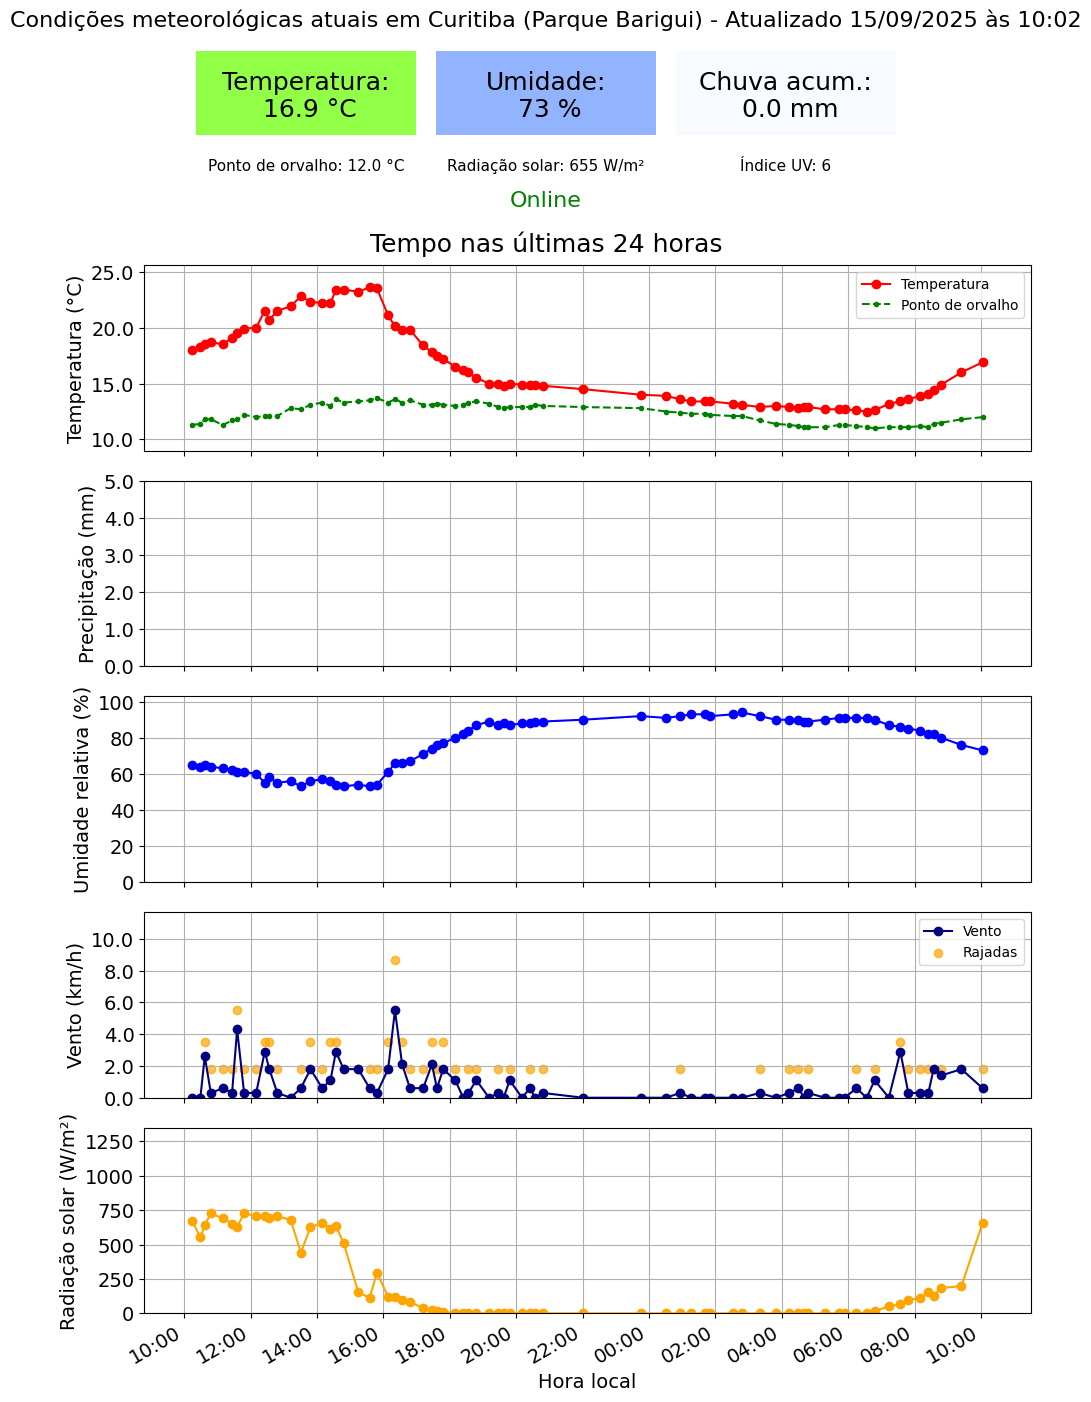 Condições meteorológicas atuais em Curitiba (Parque Barigui) - Atualizado 15/09/2025 às 10:02
Temperatura:
16.9 °C
Umidade:
73 %
Chuva acum.:
0.0 mm
Ponto de orvalho: 12.0 °C
Radiação solar: 655 W/m²
Índice UV: 6
Online
Tempo nas últimas 24 horas
Temperatura (°C)
25.0
20.0
15.0
10.0
Temperatura
Ponto de orvalho
Precipitação (mm)
5.0
4.0
3.0
2.0
1.0
0.0
Umidade relativa (%)
100
80
60
40
20
0
Vento (km/h)
10.0
8.0
6.0
4.0
2.0
0.0
Vento
Rajadas
Radiação solar (W/m²)
1250
1000
750
500
250
0
10:00
12:00
14:00
16:00
18:00
20:00
22:00
00:00
02:00
04:00
06:00
08:00
10:00
Hora local